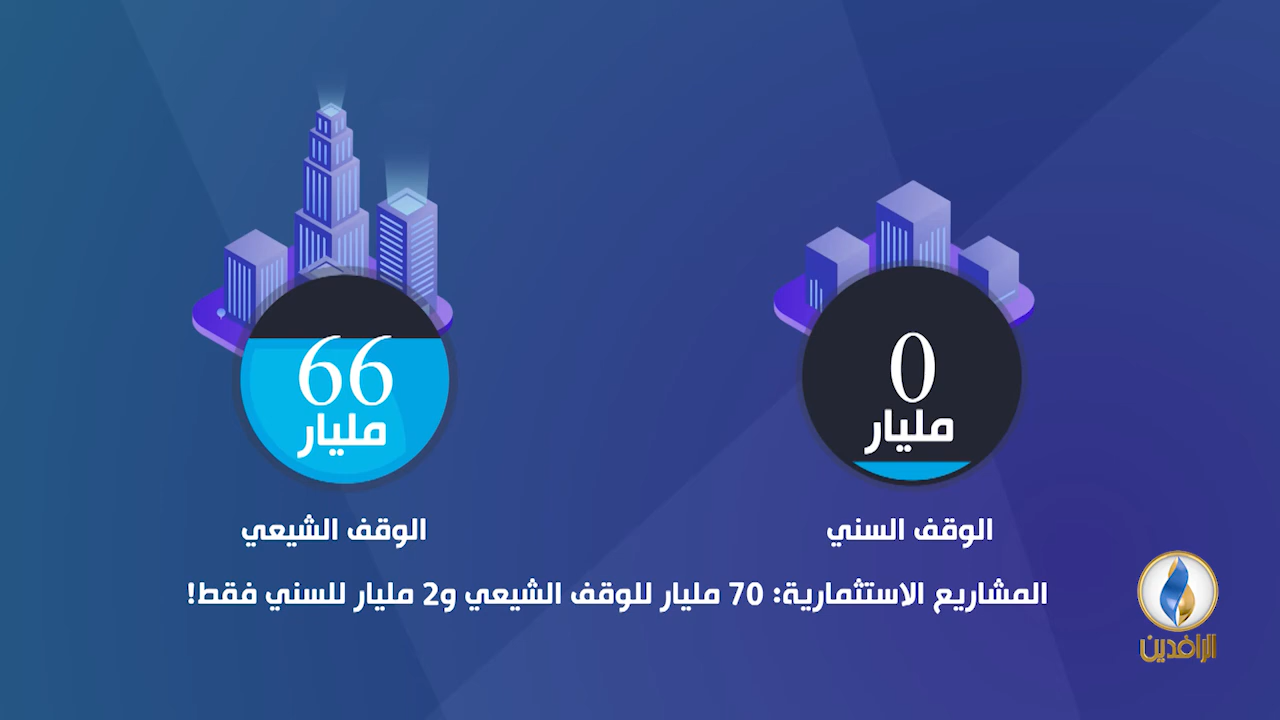 0
مليار
الوقف السني
66
مليار
الوقف الشيعي
المشاريع الاستثمارية: 70 مليار للوقف الشيعي و2 مليار للسني فقط!
الرافدين